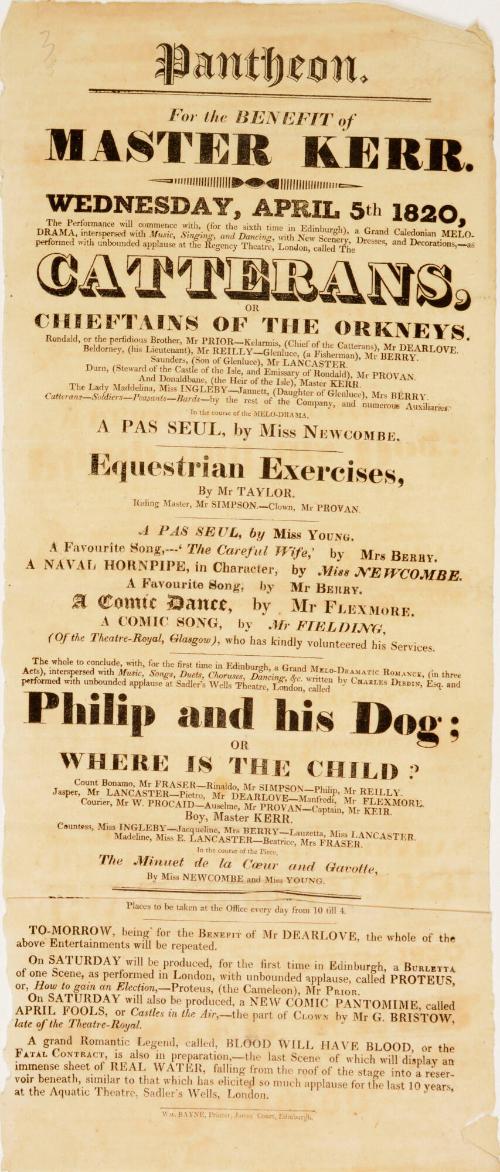 Pantheon.
For the BENEFIT of
MASTER KERR.
WEDNESDAY, APRIL 5th 1820,
The Performance will commence with, (for the sixth time in Edinburgh), a Grand Caledonian MELO-
DRAMA, interspersed with Music, Singing, and Dancing, with New Scenery, Dresses, and Decorations,—as
performed with unbounded applause at the Regency Theatre, London, called The
CATTERANS,
OR
CHIEFTAINS OF THE ORKNEYS.
Rondald, or the perfidious Brother, Mr PRIOR—Kelarmis, (Chief of the Catterans), Mr DEARLOVE.
Beldorney, (his Lieutenant), Mr REILLY—Glenluce, (a Fisherman), Mr BERRY.
Saunders, (Son of Glenluce), Mr LANCASTER.
Durn, (Steward of the Castle of the Isle, and Emissary of Rondald), Mr PROVAN.
And Donaldbane, (the Heir of the Isle), Master KERR.
The Lady Maddelina, Miss INGLEBY—Jannett, (Daughter of Glenluce), Mrs BERRY.
Catterans—Soldiers—Peasants—Bards—by the rest of the Company, and numerous Auxiliaries.
In the course of the MELO-DRAMA,
A PAS SEUL, by Miss NEWCOMBE.
Equestrian Exercises,
By Mr TAYLOR.
Riding Master, Mr SIMPSON.—Clown, Mr PROVAN.
A PAS SEUL, by Miss YOUNG.
A Favourite Song,---‘ The Careful Wife,’ by Mrs BERRY.
A NAVAL HORNPIPE, in Character, by Miss NEWCOMBE.
A Favourite Song, by Mr BERRY.
A Comic Dance, by Mr FLEXMORE.
A COMIC SONG, by Mr FIELDING,
(Of the Theatre-Royal, Glasgow), who has kindly volunteered his Services.
The whole to conclude, with, for the first time in Edinburgh, a Grand MELO-DRAMATIC ROMANCE, (in three
Acts), interspersed with Music, Songs, Duets, Choruses, Dancing, &c. written by CHARLES DIBDIN, Esq. and
performed with unbounded applause at Sadler's Wells Theatre, London, called
Philip and his Dog;
OR
WHERE IS THE CHILD ?
Count Bonamo, Mr FRASER—Rinaldo, Mr SIMPSON—Philip, Mr REILLY.
Jasper, Mr LANCASTER—Pietro, Mr DEARLOVE—Manfredi, Mr FLEXMORE.
Courier, Mr W. PROCAID—Auselme, Mr PROVAN—Captain, Mr KEIR.
Boy, Master KERR.
Countess, Miss INGLEBY—Jacqueline, Mrs BERRY—Lauzetta, Miss LANCASTER.
Madeline, Miss E. LANCASTER—Beatrice, Mrs FRASER.
In the course of the Piece,
The Minuet de la Cœur and Gavotte,
By Miss NEWCOMBE and Miss YOUNG.
Places to be taken at the Office every day from 10 till 4.
TO-MORROW, being for the BENEFIT of Mr DEARLOVE, the whole of the
above Entertainments will be repeated.
On SATURDAY will be produced, for the first time in Edinburgh, a BURLETTA
of one Scene, as performed in London, with unbounded applause, called PROTEUS,
or, How to gain an Election,—Proteus, (the Cameleon), Mr PRIOR.
On SATURDAY will also be produced, a NEW COMIC PANTOMIME, called
APRIL FOOLS, or Castles in the Air,—the part of CLOWN by Mr G. BRISTOW,
late of the Theatre-Royal.
A grand Romantic Legend, called, BLOOD WILL HAVE BLOOD, or the
FATAL CONTRACT, is also in preparation,—the last Scene of which will display an
immense sheet of REAL WATER, falling from the roof of the stage into a reser-
voir beneath, similar to that which has elicited so much applause for the last 10 years,
at the Aquatic Theatre, Sadler's Wells, London.
Wm. BAYNE, Printer, James' Court, Edinburgh.